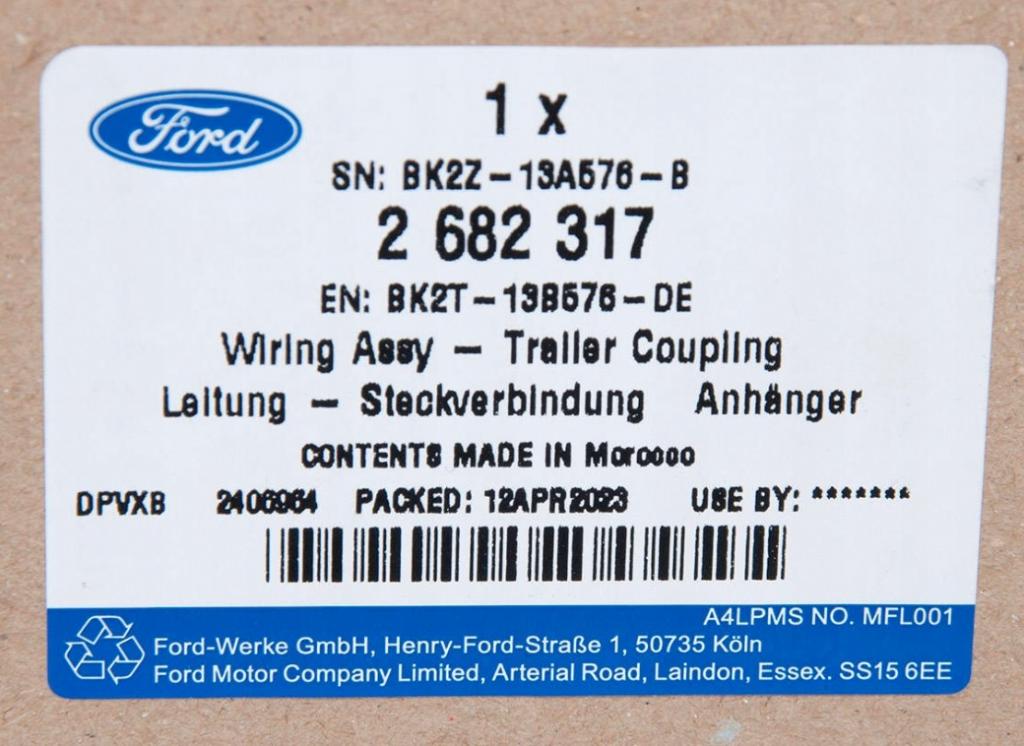 Ford
1 x
SN: BK2Z-13A576-B
2 682 317
EN: BK2T-13B576-DE
Wiring Assy - Trailer Coupling
Leitung - Steckverbindung Anhänger
CONTENTS MADE IN Morocco
DPVXB 2406964 PACKED: 12APR2023 USE BY: *******
A4LPMS NO. MFL001
Ford-Werke GmbH, Henry-Ford-Straße 1, 50735 Köln
Ford Motor Company Limited, Arterial Road, Laindon, Essex. SS15 6EE